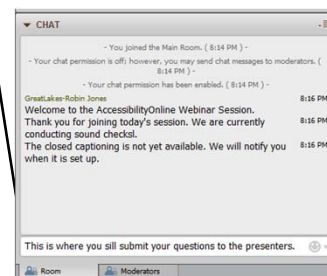 CHAT
- You joined the Main Room. ( 8:14 PM ) -
- Your chat permission is off; however, you may send chat messages to moderators. (
8:14 PM ) -
- Your chat permission has been enabled. ( 8:14 PM ) -
GreatLakes-Robin Jones 8:16 PM
Welcome to the AccessibilityOnline Webinar Session.
Thank you for joining today's session. We are currently 8:16 PM
conducting sound checksl.
The closed captioning is not yet available. We will notify you 8:16 PM
when it is set up.
This is where you sill submit your questions to the presenters.
Room Moderators